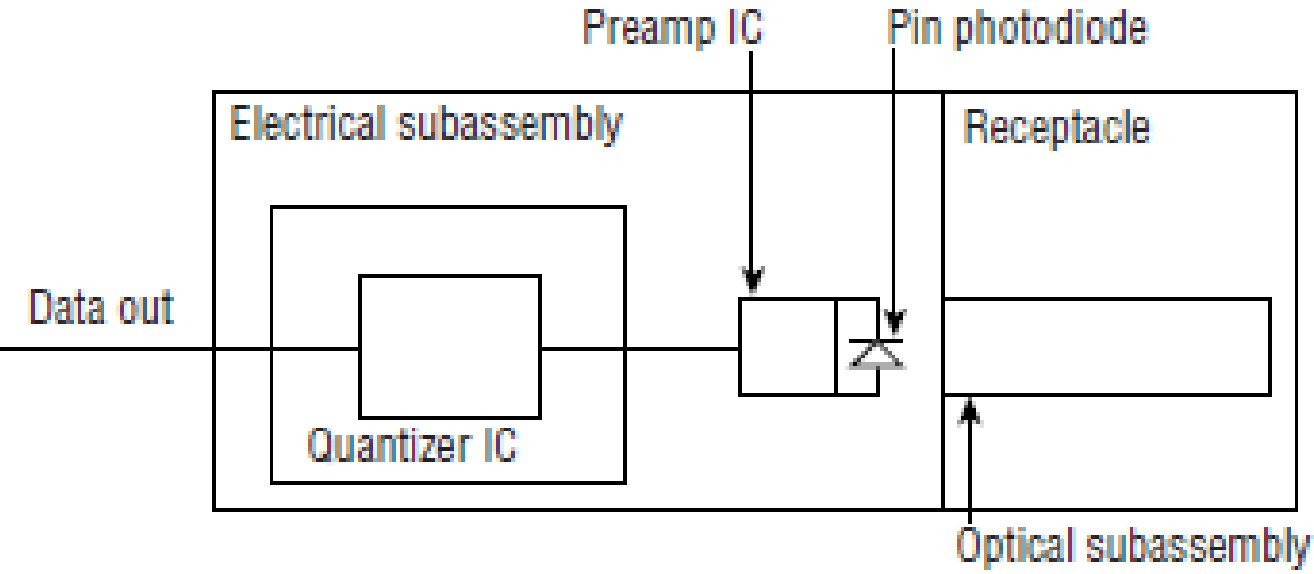 Preamp IC
Pin photodiode
Electrical subassembly
Receptacle
Data out
Quantizer IC
Optical subassembly